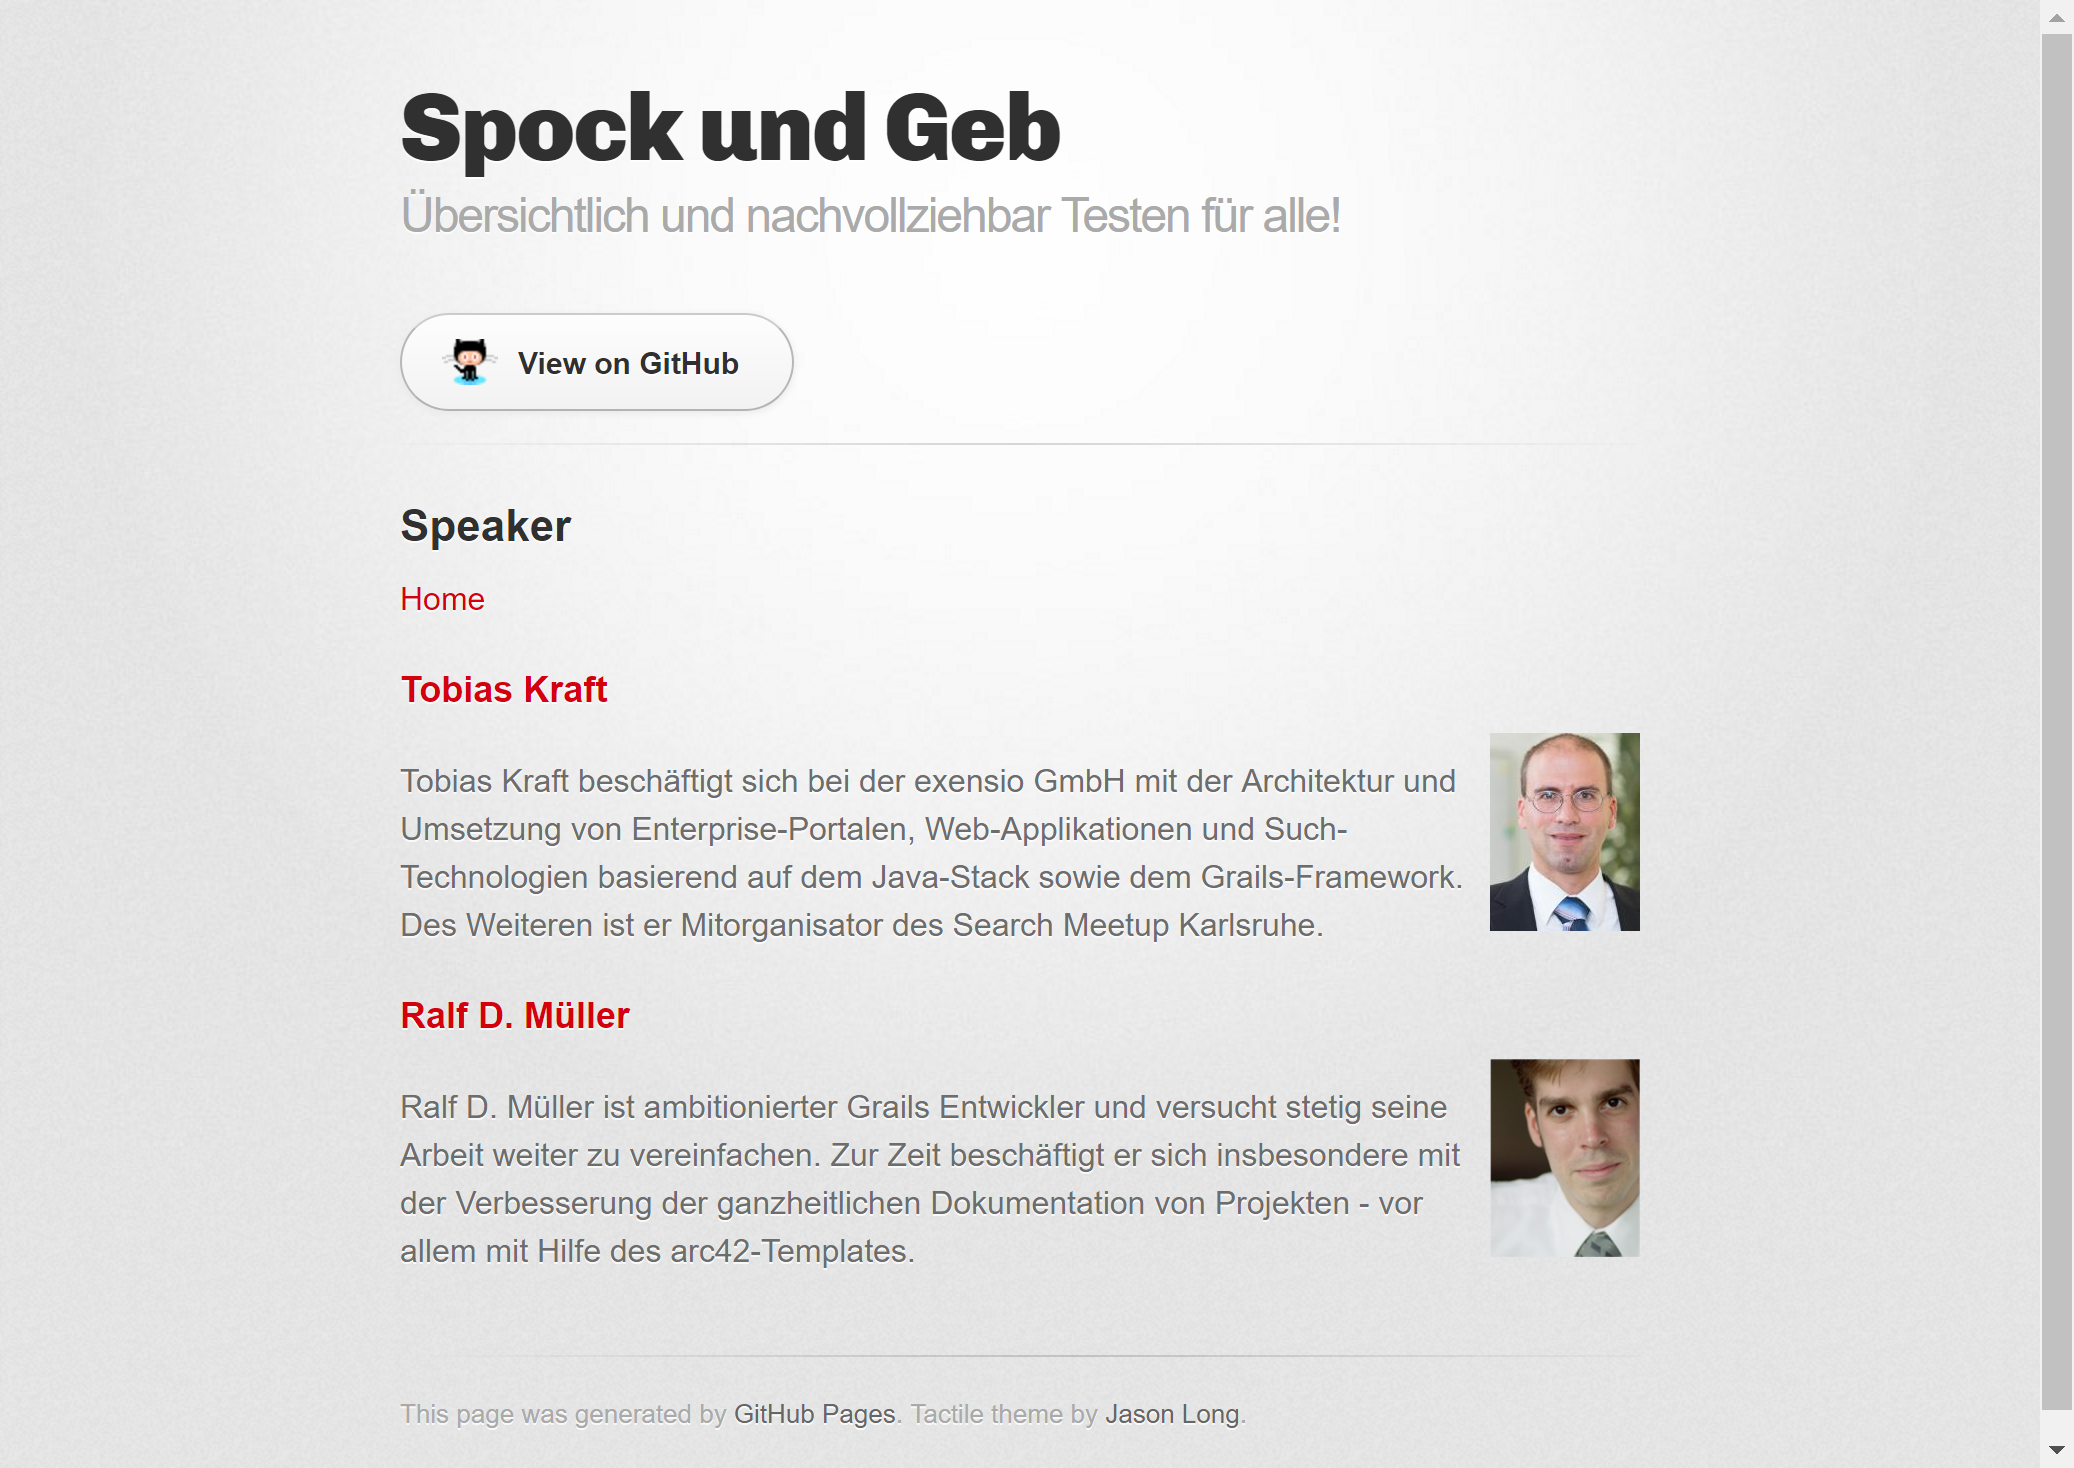 Spock und Geb
Übersichtlich und nachvollziehbar Testen für alle!
View on GitHub
Speaker
Home
Tobias Kraft
Tobias Kraft beschäftigt sich bei der exensio GmbH mit der Architektur und
Umsetzung von Enterprise-Portalen, Web-Applikationen und Such-
Technologien basierend auf dem Java-Stack sowie dem Grails-Framework.
Des Weiteren ist er Mitorganisator des Search Meetup Karlsruhe.
Ralf D. Müller
Ralf D. Müller ist ambitionierter Grails Entwickler und versucht stetig seine
Arbeit weiter zu vereinfachen. Zur Zeit beschäftigt er sich insbesondere mit
der Verbesserung der ganzheitlichen Dokumentation von Projekten - vor
allem mit Hilfe des arc42-Templates.
This page was generated by GitHub Pages. Tactile theme by Jason Long.